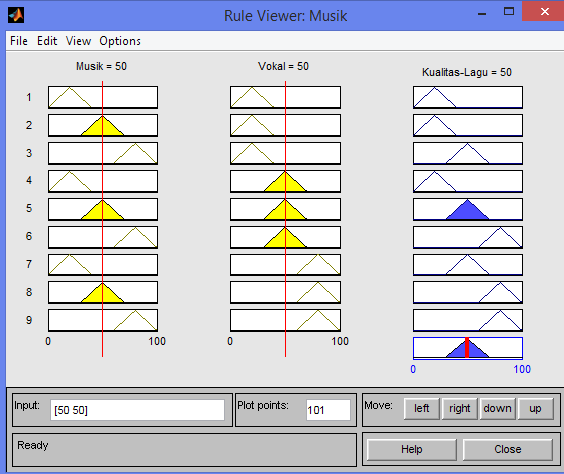 Rule Viewer: Musik
File Edit View Options
Musik = 50
Vokal = 50
Kualitas-Lagu = 50
1
2
3
4
5
6
7
8
9
0 100
0 100
0 100
Input: [50 50]
Plot points: 101
Move: left right down up
Ready
Help Close